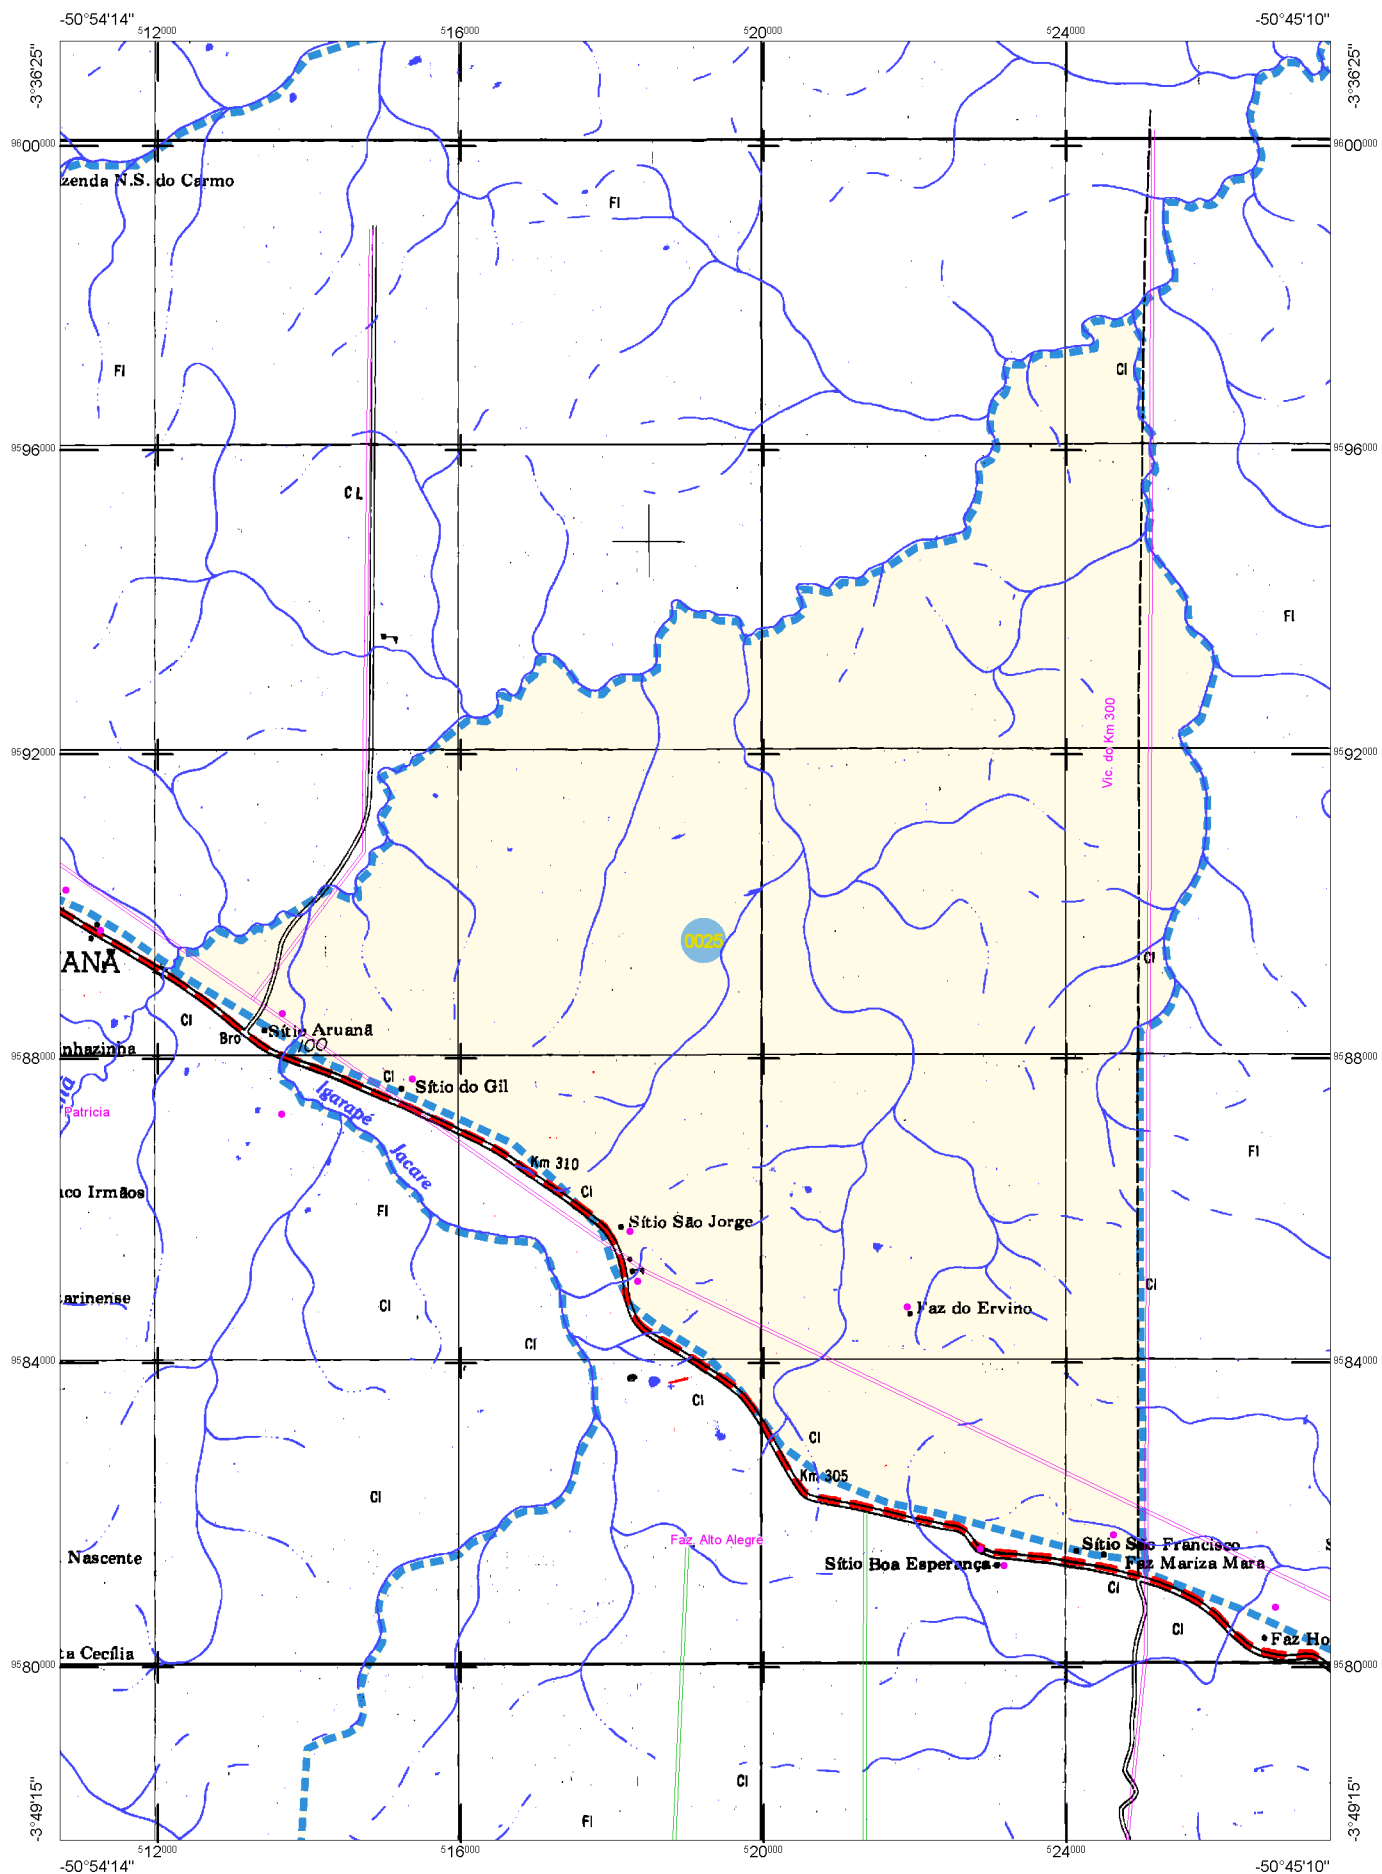 -50°54'14"
-50°45'10"
512000
516000
520000
524000
-3°36'25"
-3°36'25"
9600000
9600000
zenda N.S. do Carmo
Fl
Fl
Cl
9596000
9596000
C L
Fl
Vic. do Km 300
9592000
9592000
0025
ANÃ
Cl
Cl
Bro
Sítio Aruanã
100
nhazinha
9588000
9588000
Cl
Sítio do Gil
Patricia
Igarapé
Jacaré
Fl
Km 310
Cl
nco Irmãos
Fl
Sítio São Jorge
Cl
arinense
Cl
Faz do Ervino
Cl
9584000
9584000
Cl
Cl
Km 305
Cl
Faz. Alto Alegre
Sítio São Francisco
S
Nascente
Sítio Boa Esperança
Faz Mariza Mara
Cl
Cl
Faz Ho
ta Cecília
9580000
9580000
Cl
Fl
-3°49'15"
-3°49'15"
512000
516000
520000
524000
-50°54'14"
-50°45'10"